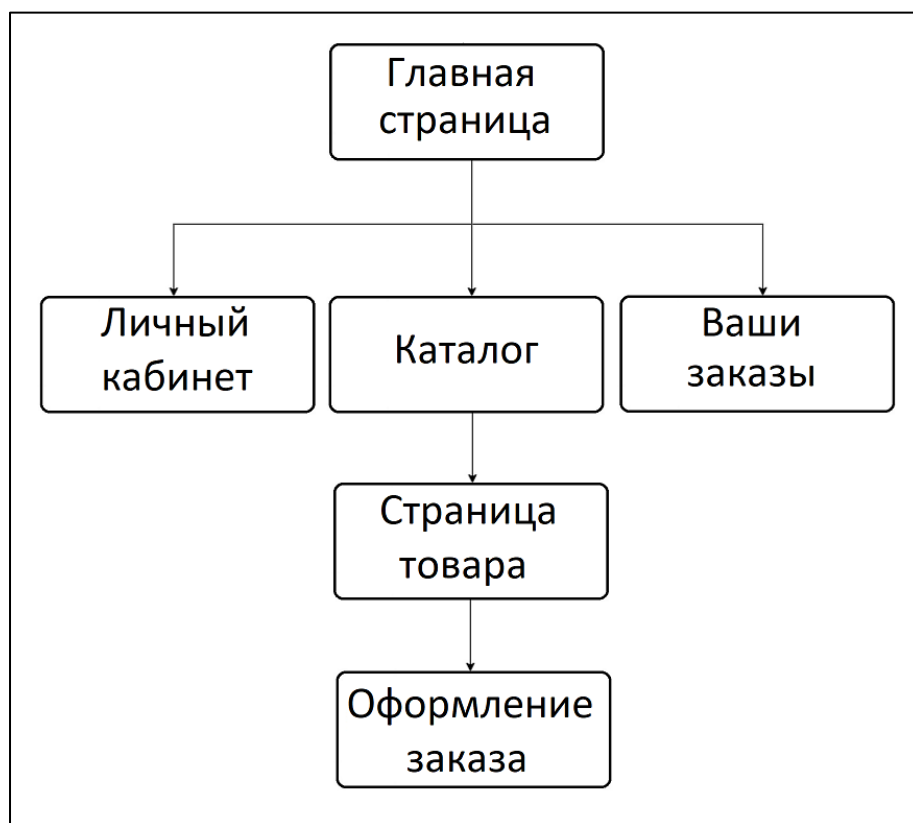 Главная
страница
Личный
кабинет
Каталог
Ваши
заказы
Страница
товара
Оформление
заказа